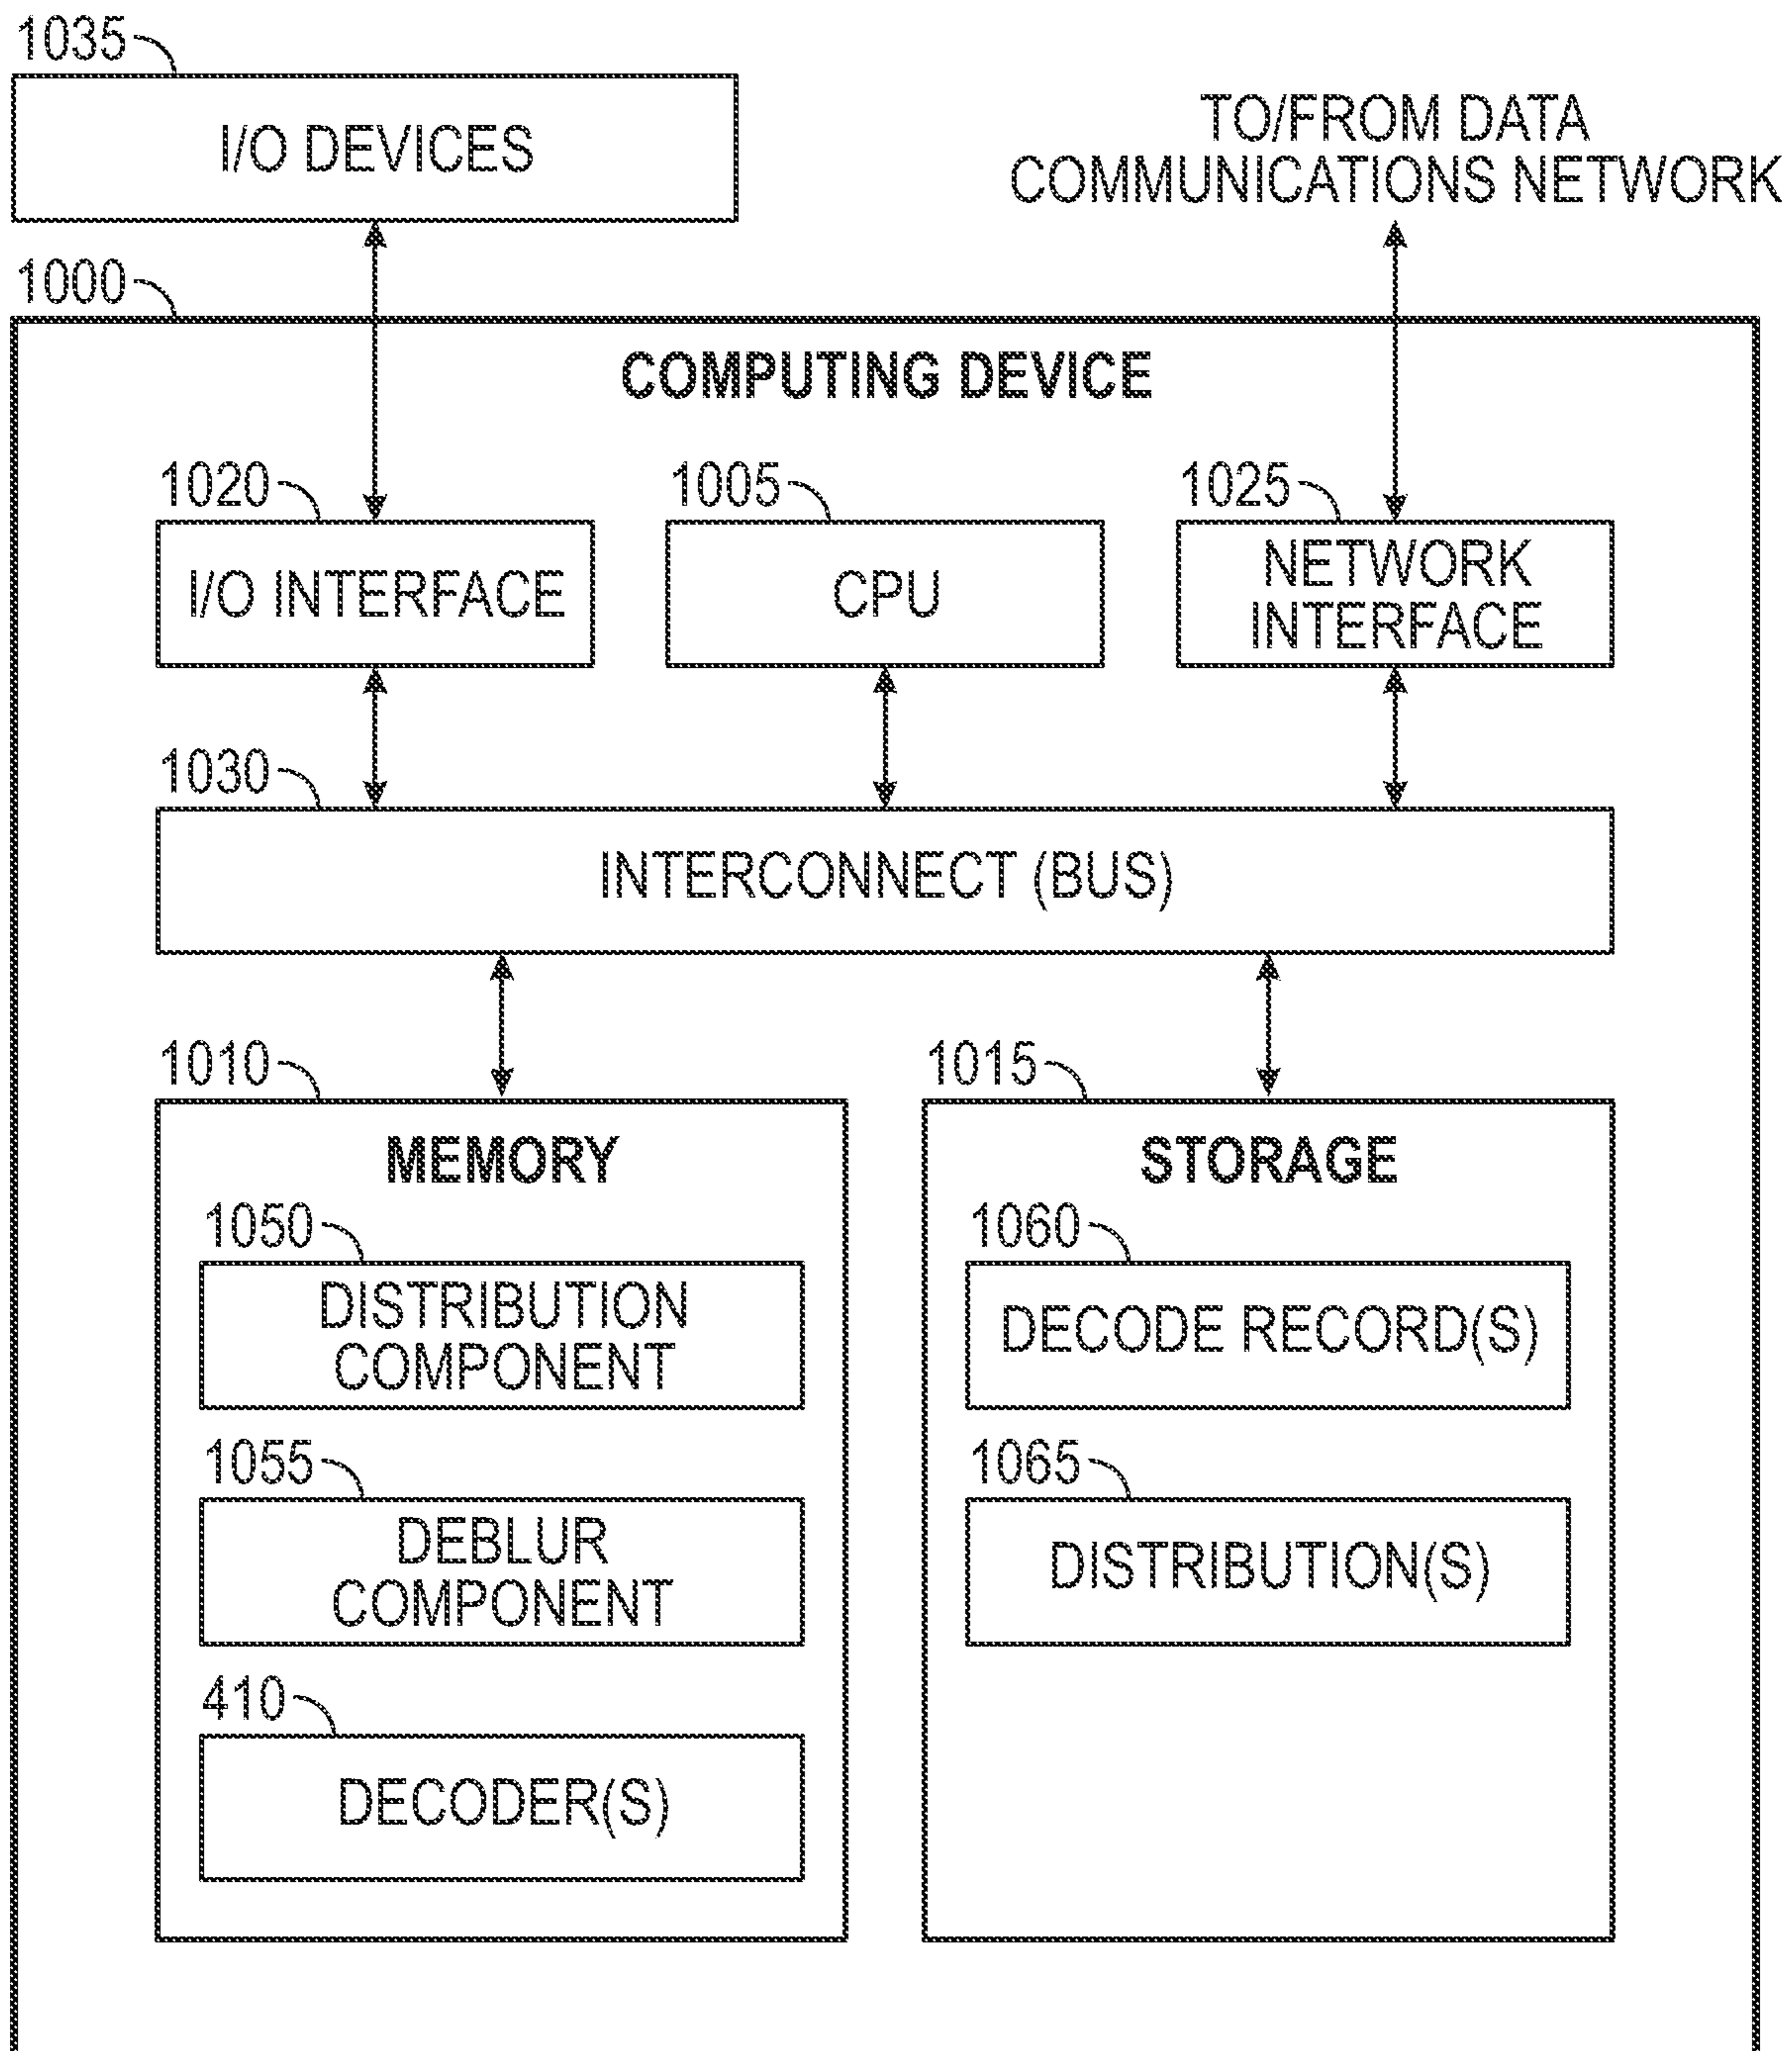 1035
I/O DEVICES
TO/FROM DATA
COMMUNICATIONS NETWORK
1000
COMPUTING DEVICE
1020
1005
1025
I/O INTERFACE
CPU
NETWORK
INTERFACE
1030
INTERCONNECT (BUS)
1010
1015
MEMORY
STORAGE
1050
DISTRIBUTION
COMPONENT
1060
DECODE RECORD(S)
1055
DEBLUR
COMPONENT
1065
DISTRIBUTION(S)
410
DECODER(S)